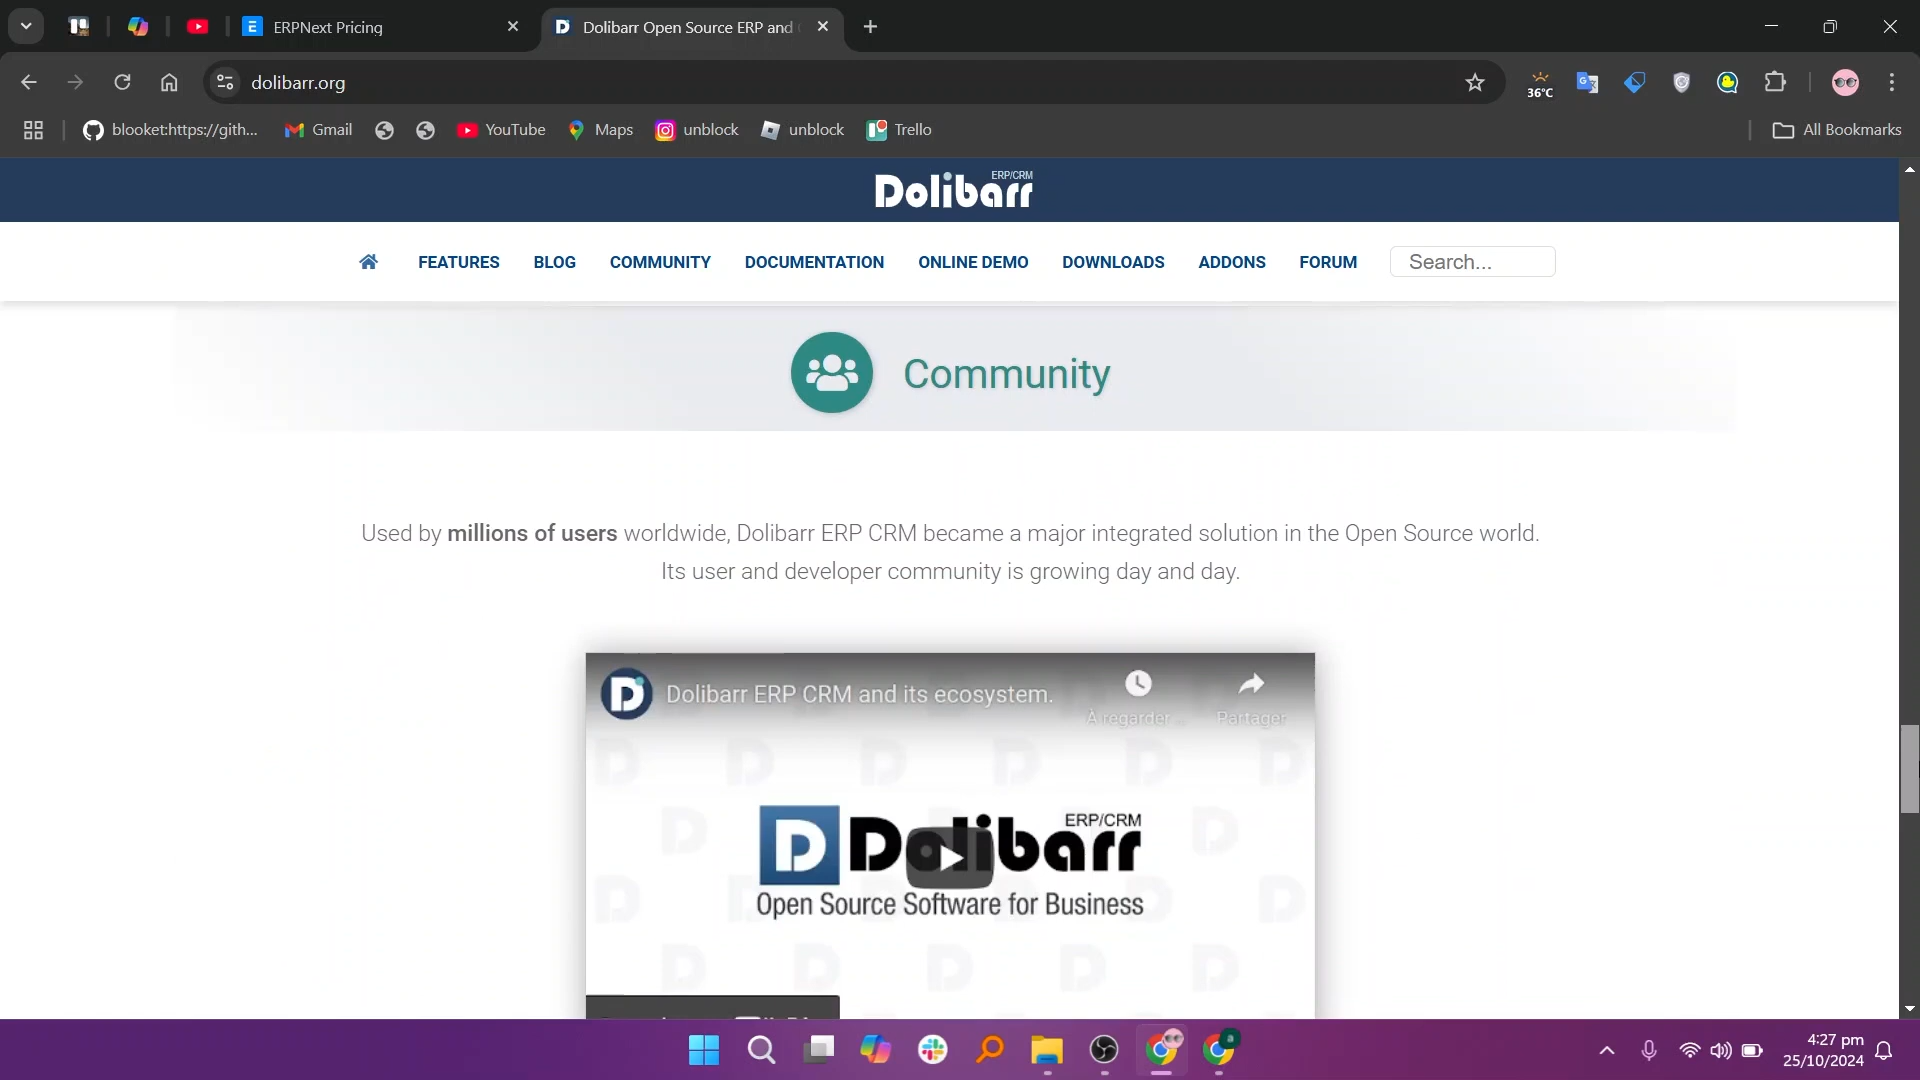 ERPNext Pricing
Dolibarr Open Source ERP and
dolibarr.org
36°C
blooket:https://gith...
Gmail
YouTube
Maps
unblock
unblock
Trello
All Bookmarks
Dolibarr ERP/CRM
FEATURES
BLOG
COMMUNITY
DOCUMENTATION
ONLINE DEMO
DOWNLOADS
ADDONS
FORUM
Search...
Community
Used by millions of users worldwide, Dolibarr ERP CRM became a major integrated solution in the Open Source world.
Its user and developer community is growing day and day.
Dolibarr ERP CRM and its ecosystem.
À regarder ...
Partager
D Dolibarr ERP/CRM
Open Source Software for Business
4:27 pm
25/10/2024